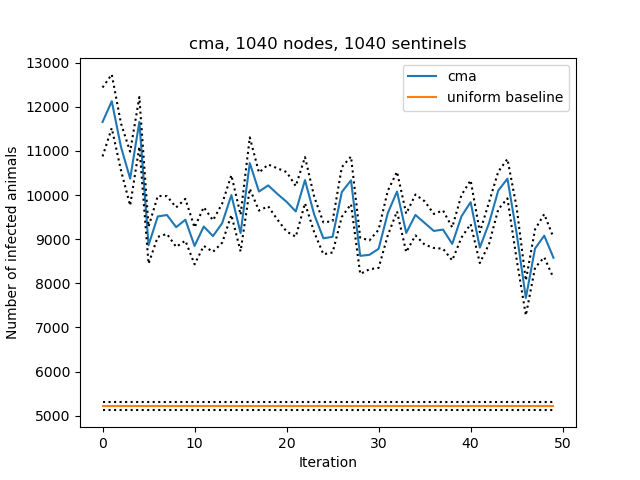 cma, 1040 nodes, 1040 sentinels
cma
uniform baseline
13000
12000
11000
10000
9000
8000
7000
6000
5000
Number of infected animals
0 10 20 30 40 50
Iteration